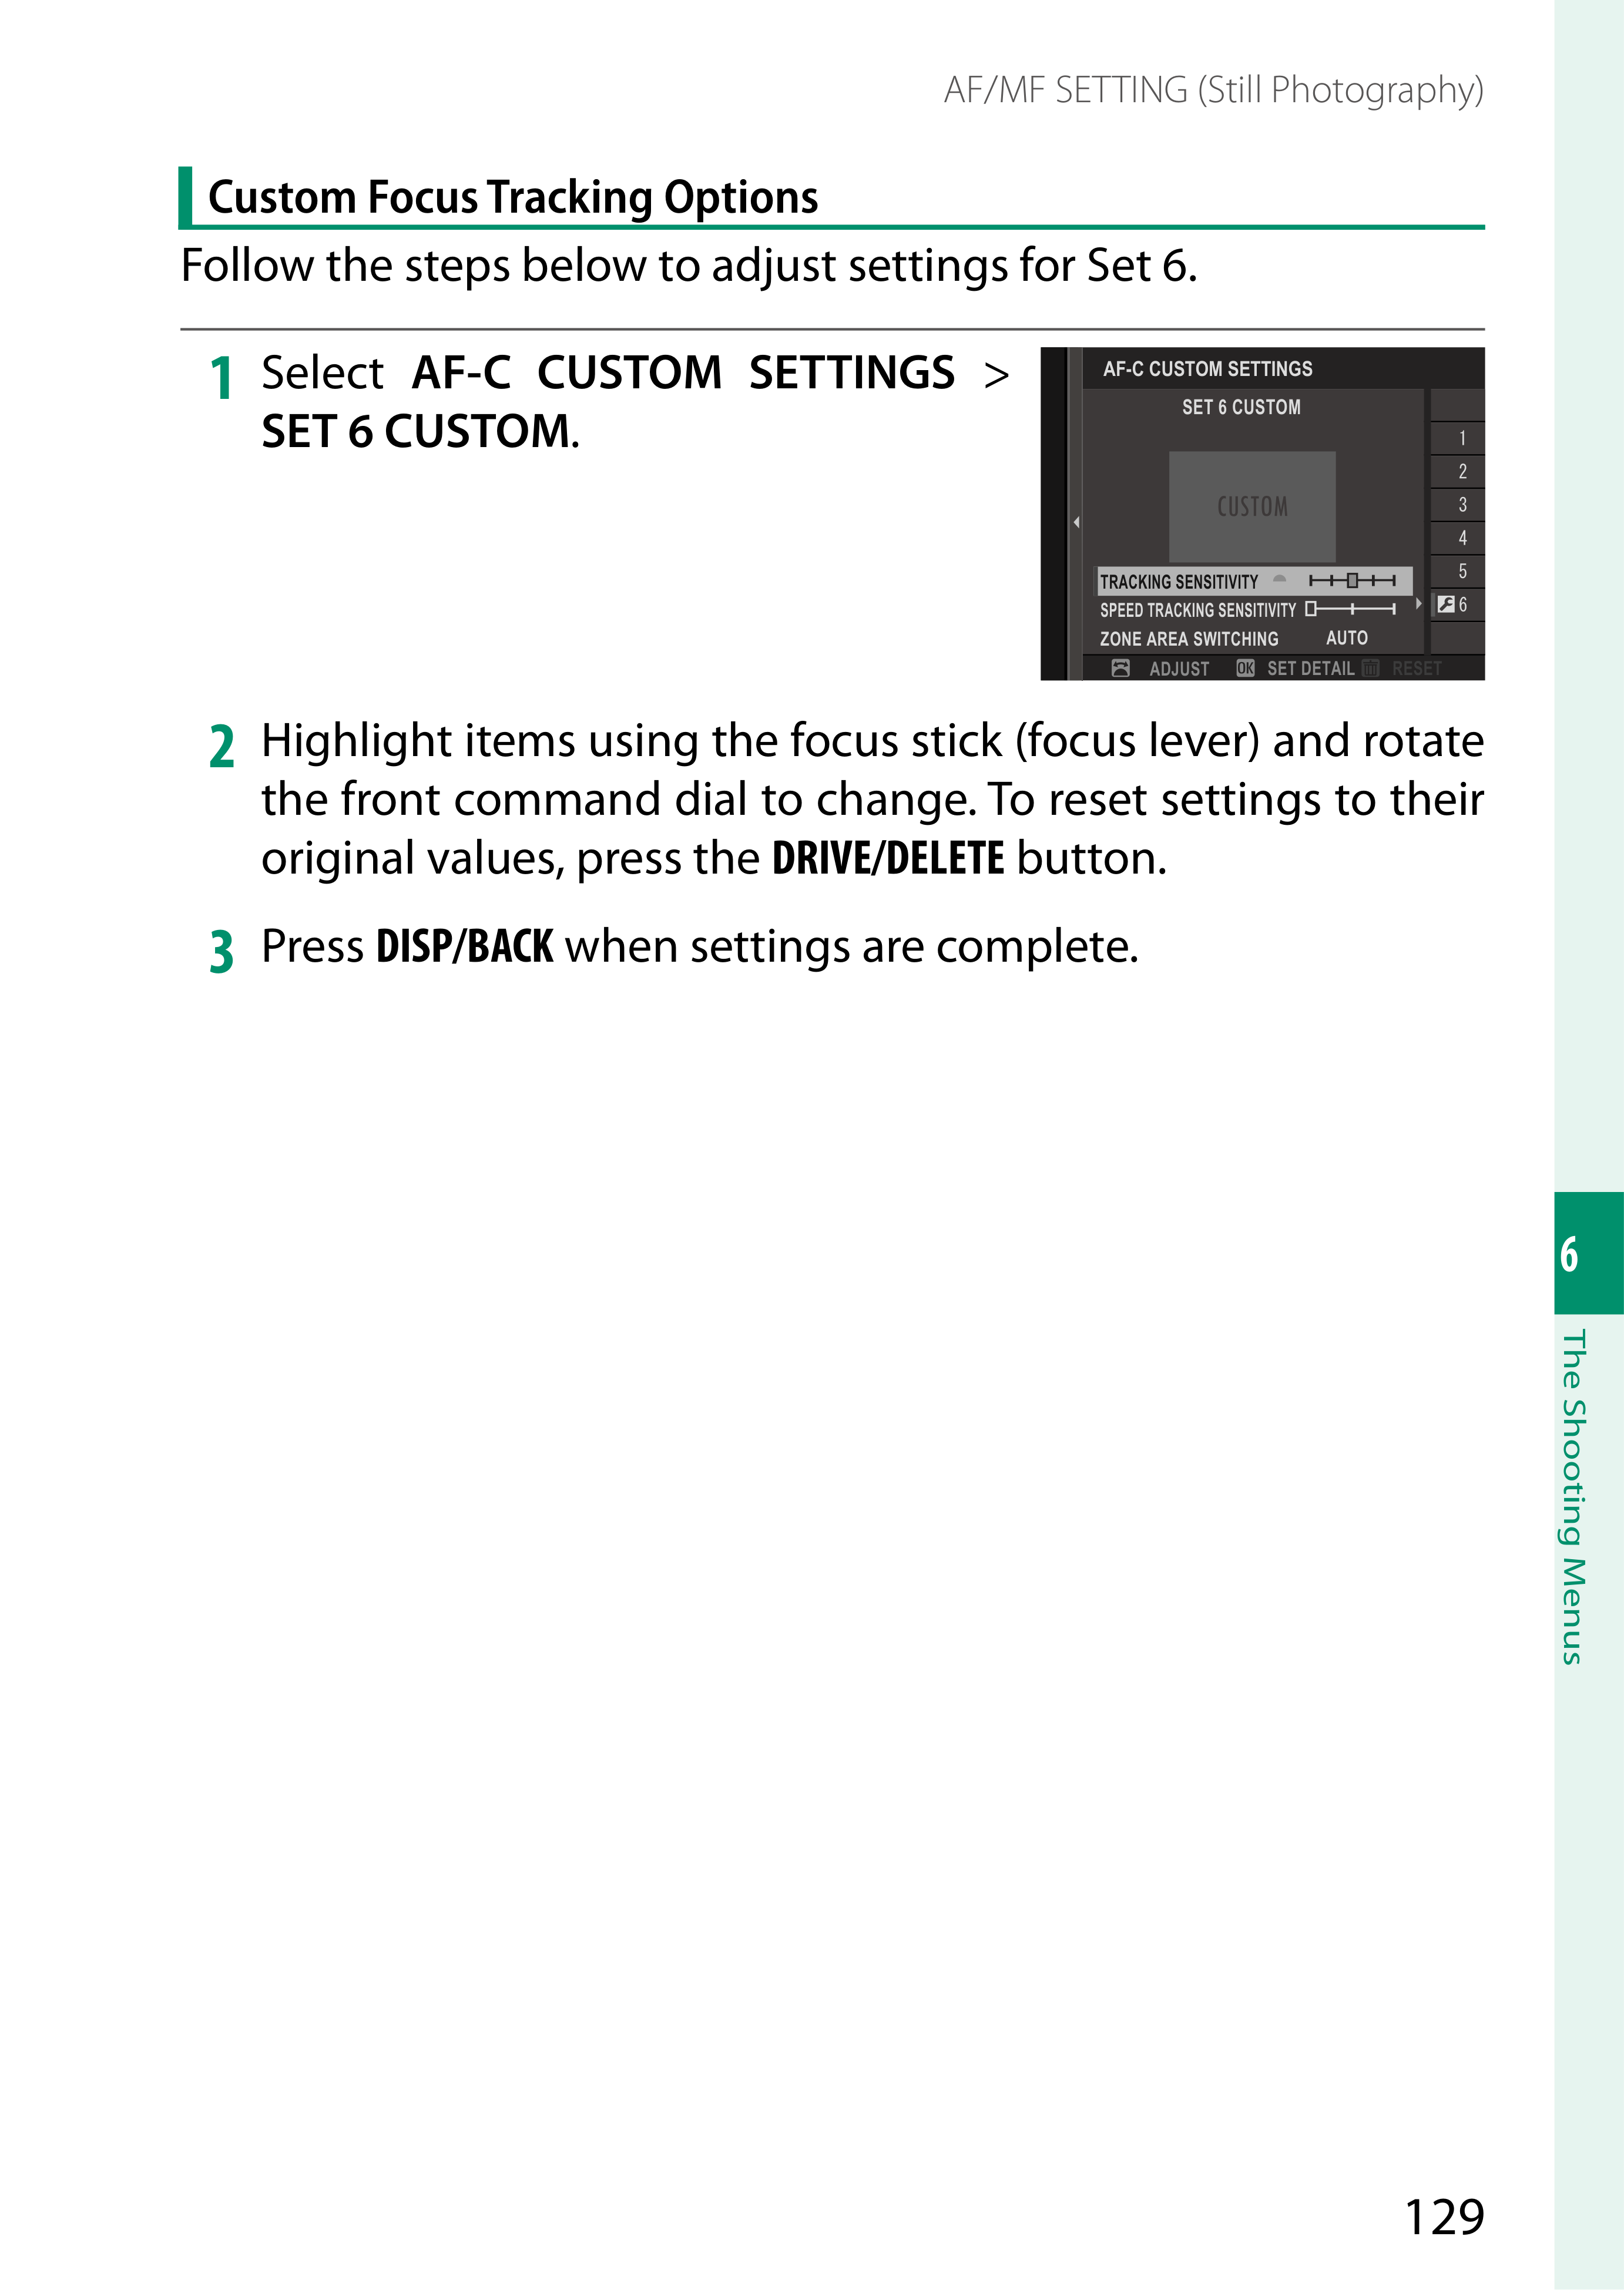 AF/MF SETTING (Still Photography)
Custom Focus Tracking Options
Follow the steps below to adjust settings for Set 6.
1 Select AF-C CUSTOM SETTINGS >
SET 6 CUSTOM.
AF-C CUSTOM SETTINGS
SET 6 CUSTOM
CUSTOM
TRACKING SENSITIVITY
SPEED TRACKING SENSITIVITY
ZONE AREA SWITCHING AUTO
ADJUST OK SET DETAIL RESET
1
2
3
4
5
6
2 Highlight items using the focus stick (focus lever) and rotate
the front command dial to change. To reset settings to their
original values, press the DRIVE/DELETE button.
3 Press DISP/BACK when settings are complete.
6
The Shooting Menus
129